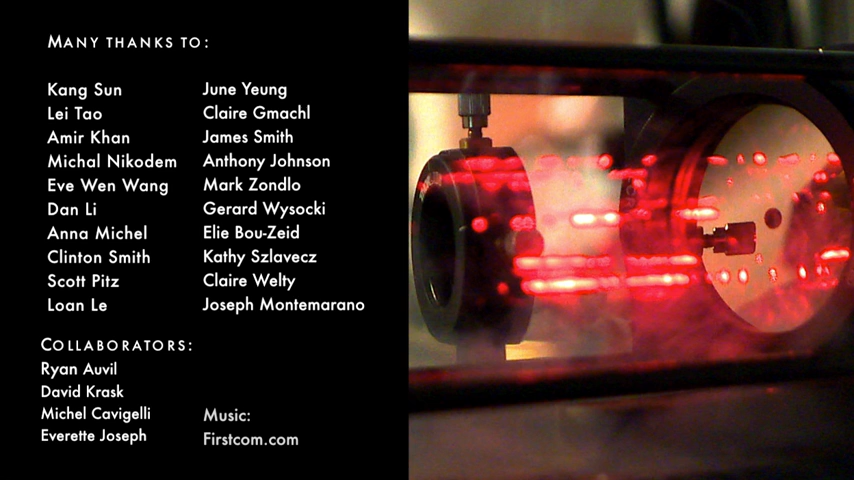 MANY THANKS TO:
Kang Sun
Lei Tao
Amir Khan
Michal Nikodem
Eve Wen Wang
Dan Li
Anna Michel
Clinton Smith
Scott Pitz
Loan Le
June Yeung
Claire Gmachl
James Smith
Anthony Johnson
Mark Zondlo
Gerard Wysocki
Elie Bou-Zeid
Kathy Szlavecz
Claire Welty
Joseph Montemarano
COLLABORATORS:
Ryan Auvil
David Krask
Michel Cavigelli
Everette Joseph
Music:
Firstcom.com